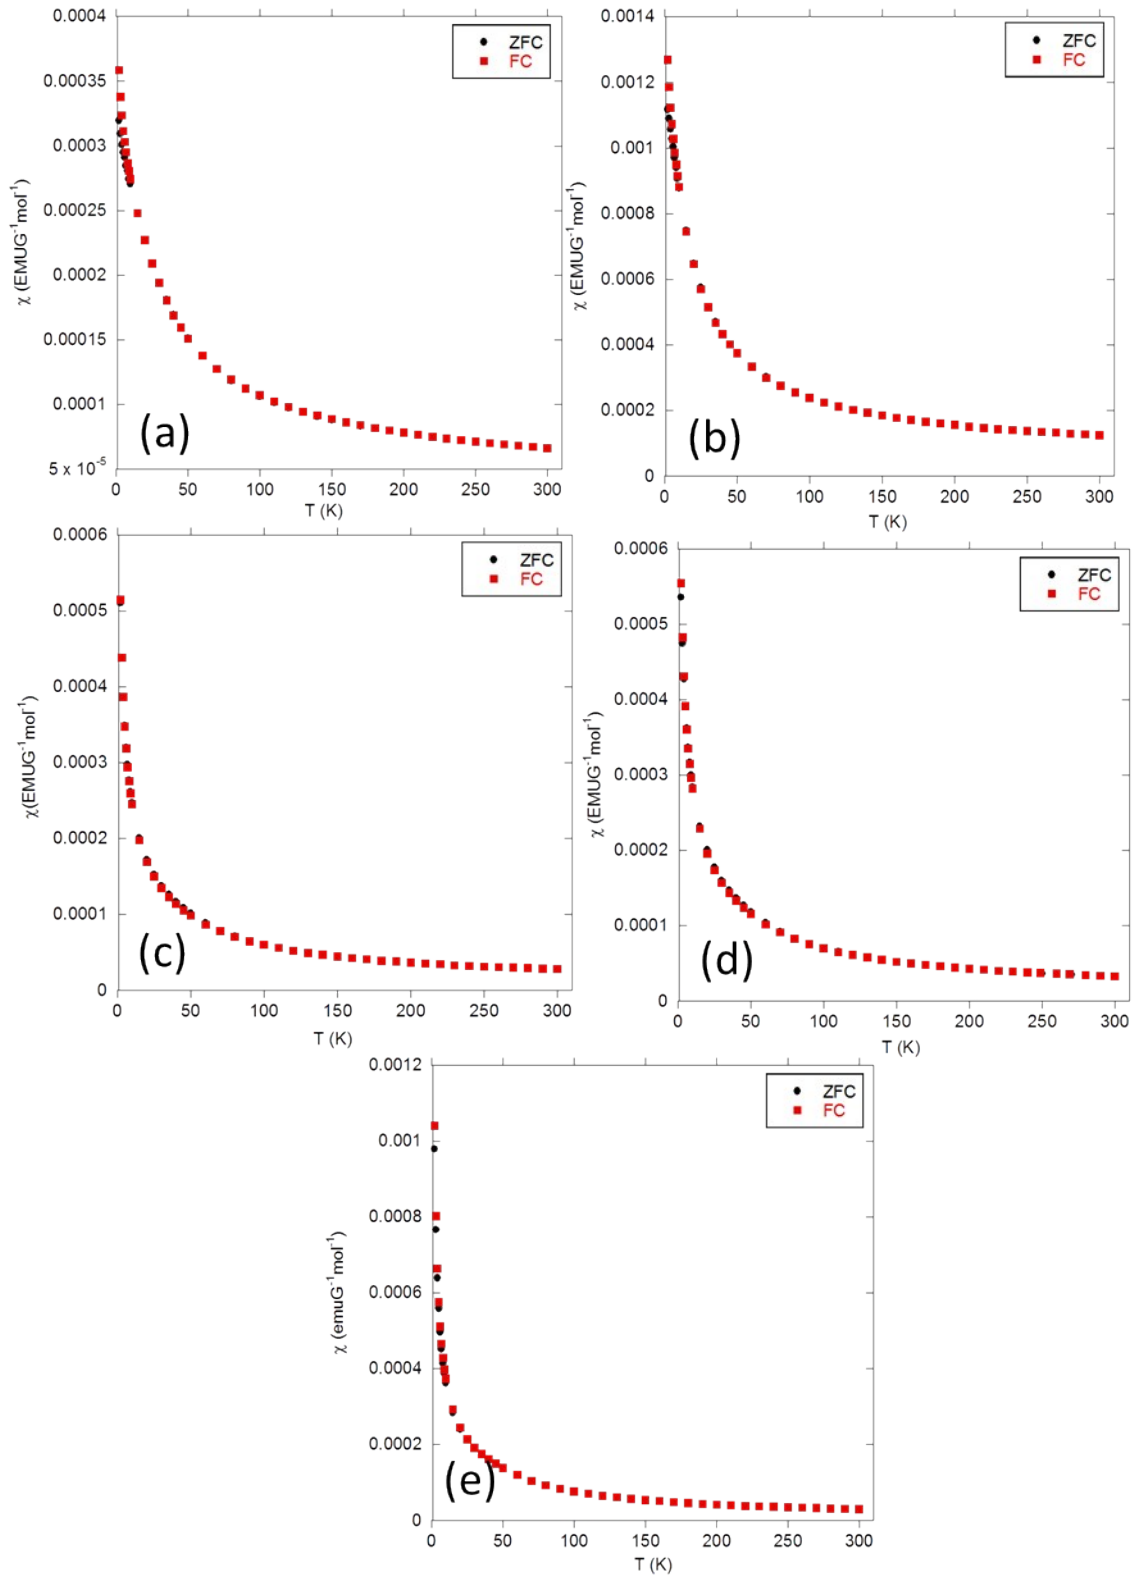 0.0004
0.00035
0.0003
0.00025
0.0002
0.00015
0.0001
5 x 10⁻⁵
χ (EMUG⁻¹mol⁻¹)
ZFC
FC
(a)
0 50 100 150 200 250 300
T (K)
0.0014
0.0012
0.001
0.0008
0.0006
0.0004
0.0002
0
χ (EMUG⁻¹mol⁻¹)
ZFC
FC
(b)
0 50 100 150 200 250 300
T (K)
0.0006
0.0005
0.0004
0.0003
0.0002
0.0001
0
χ(EMUG⁻¹mol⁻¹)
ZFC
FC
(c)
0 50 100 150 200 250 300
T (K)
0.0006
0.0005
0.0004
0.0003
0.0002
0.0001
0
χ (EMUG⁻¹mol⁻¹)
ZFC
FC
(d)
0 50 100 150 200 250 300
T (K)
0.0012
0.001
0.0008
0.0006
0.0004
0.0002
0
χ (emuG⁻¹mol⁻¹)
ZFC
FC
(e)
0 50 100 150 200 250 300
T (K)